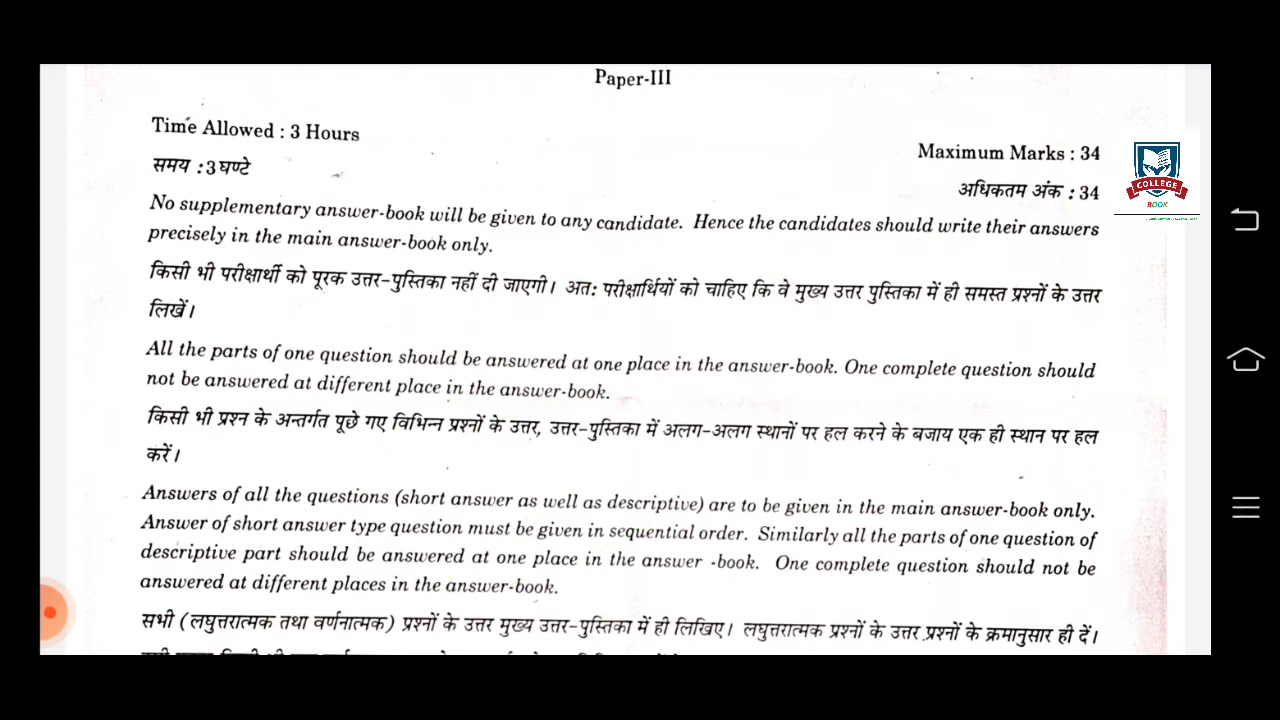 Paper-III
Time Allowed : 3 Hours
Maximum Marks : 34
समय : 3 घण्टे
अधिकतम अंक : 34
COLLEGE
BOOK
No supplementary answer-book will be given to any candidate. Hence the candidates should write their answers
precisely in the main answer-book only.
किसी भी परीक्षार्थी को पूरक उत्तर-पुस्तिका नहीं दी जाएगी। अतः परीक्षार्थियों को चाहिए कि वे मुख्य उत्तर पुस्तिका में ही समस्त प्रश्नों के उत्तर
लिखें।
All the parts of one question should be answered at one place in the answer-book. One complete question should
not be answered at different place in the answer-book.
किसी भी प्रश्न के अन्तर्गत पूछे गए विभिन्न प्रश्नों के उत्तर, उत्तर-पुस्तिका में अलग-अलग स्थानों पर हल करने के बजाय एक ही स्थान पर हल
करें।
Answers of all the questions (short answer as well as descriptive) are to be given in the main answer-book only.
Answer of short answer type question must be given in sequential order. Similarly all the parts of one question of
descriptive part should be answered at one place in the answer -book. One complete question should not be
answered at different places in the answer-book.
सभी (लघुत्तरात्मक तथा वर्णनात्मक) प्रश्नों के उत्तर मुख्य उत्तर-पुस्तिका में ही लिखिए। लघुत्तरात्मक प्रश्नों के उत्तर प्रश्नों के क्रमानुसार ही दें।